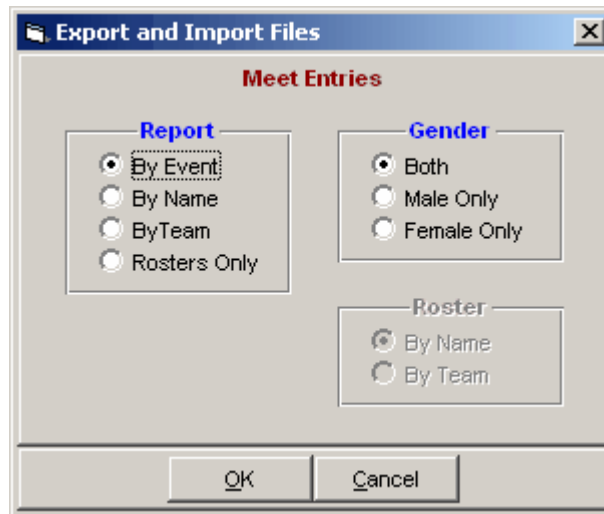 Export and Import Files
Meet Entries
Report
By Event
By Name
ByTeam
Rosters Only
Gender
Both
Male Only
Female Only
Roster
By Name
By Team
OK
Cancel